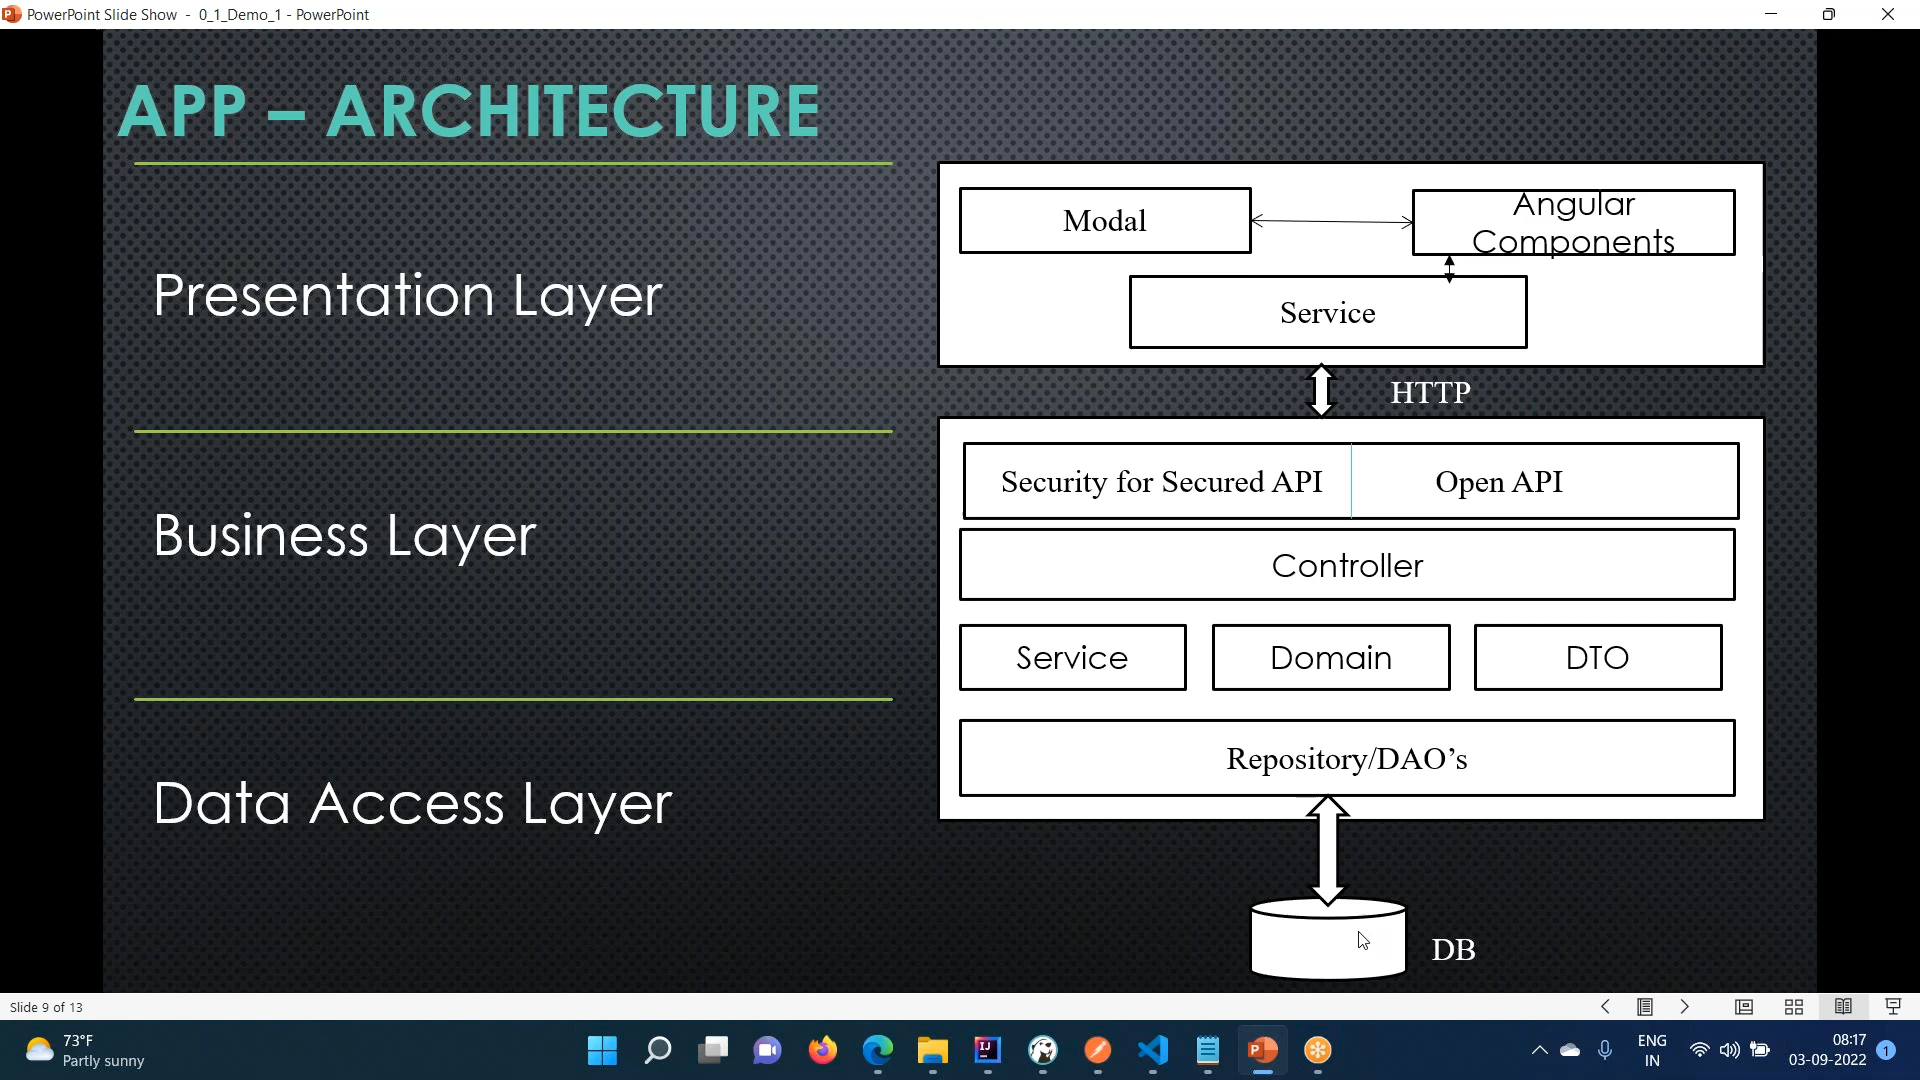 PowerPoint Slide Show - 0_1_Demo_1 - PowerPoint
APP – ARCHITECTURE
Presentation Layer
Business Layer
Data Access Layer
Modal
Angular
Components
Service
HTTP
Security for Secured API
Open API
Controller
Service
Domain
DTO
Repository/DAO’s
DB
Slide 9 of 13
73°F
Partly sunny
ENG
IN
08:17
03-09-2022
1